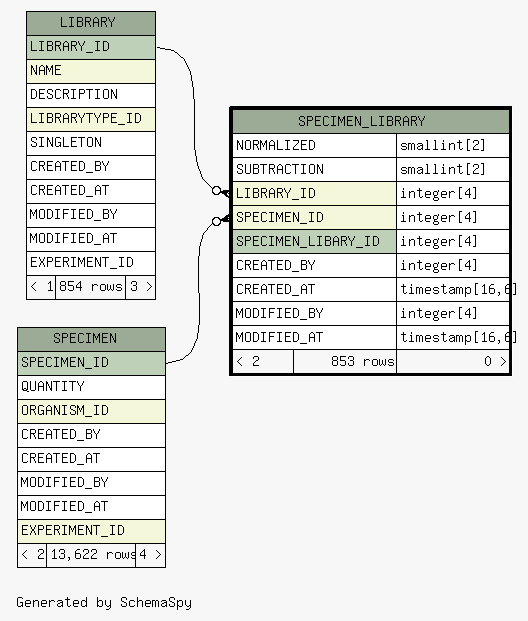 LIBRARY
LIBRARY_ID
NAME
DESCRIPTION
LIBRARYTYPE_ID
SINGLETON
CREATED_BY
CREATED_AT
MODIFIED_BY
MODIFIED_AT
EXPERIMENT_ID
< 1 854 rows 3 >
SPECIMEN_LIBRARY
NORMALIZED smallint[2]
SUBTRACTION smallint[2]
LIBRARY_ID integer[4]
SPECIMEN_ID integer[4]
SPECIMEN_LIBARY_ID integer[4]
CREATED_BY integer[4]
CREATED_AT timestamp[16,6]
MODIFIED_BY integer[4]
MODIFIED_AT timestamp[16,6]
< 2 853 rows 0 >
SPECIMEN
SPECIMEN_ID
QUANTITY
ORGANISM_ID
CREATED_BY
CREATED_AT
MODIFIED_BY
MODIFIED_AT
EXPERIMENT_ID
< 2 13,622 rows 4 >
Generated by SchemaSpy